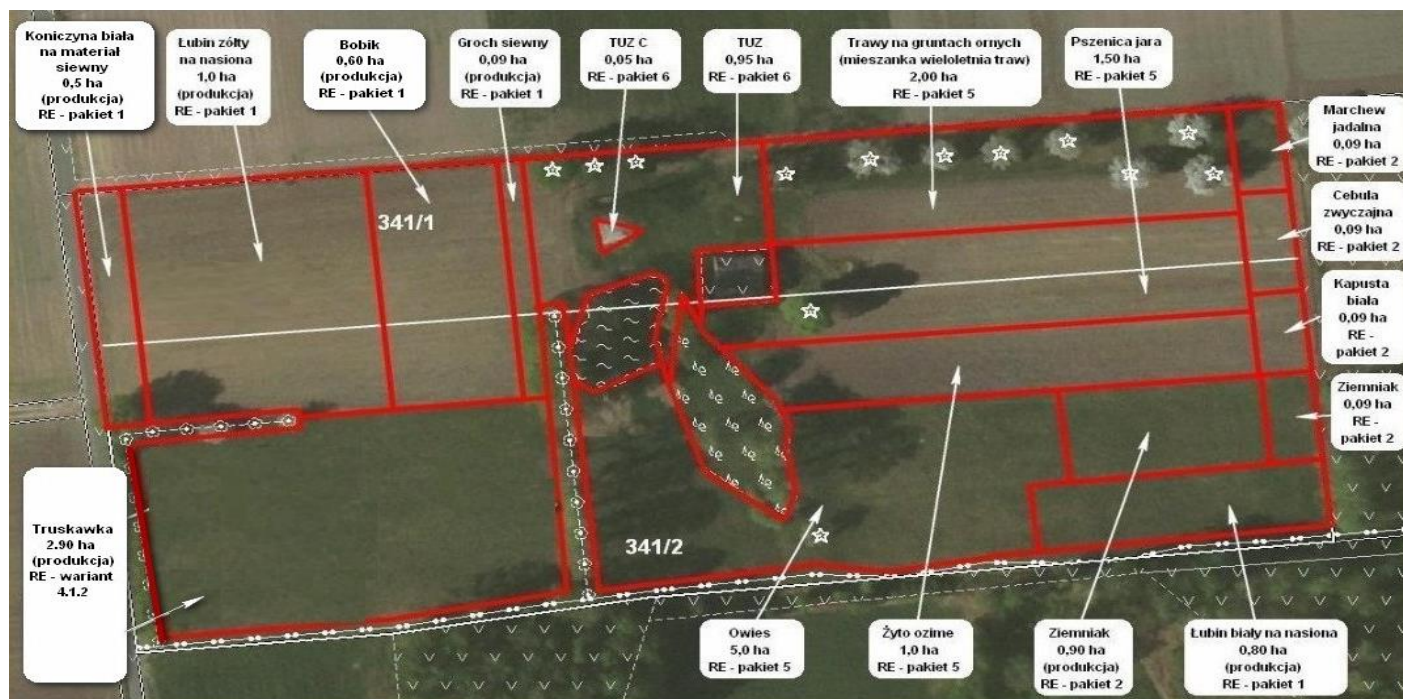 Koniczyna biała
na materiał
siewny
0,5 ha
(produkcja)
RE - pakiet 1
Łubin zółty
na nasiona
1,0 ha
(produkcja)
RE - pakiet 1
Bobik
0,60 ha
(produkcja)
RE - pakiet 1
Groch siewny
0,09 ha
(produkcja)
RE - pakiet 1
TUZ C
0,05 ha
RE - pakiet 6
TUZ
0,95 ha
RE - pakiet 6
Trawy na gruntach ornych
(mieszanka wieloletnia traw)
2,00 ha
RE - pakiet 5
Pszenica jara
1,50 ha
RE - pakiet 5
Marchew
jadalna
0,09 ha
RE - pakiet 2
Cebula
zwyczajna
0,09 ha
RE - pakiet 2
Kapusta
biała
0,09 ha
RE -
pakiet 2
Ziemniak
0,09 ha
RE -
pakiet 2
341/1
341/2
Truskawka
2.90 ha
(produkcja)
RE - wariant
4.1.2
Owies
5,0 ha
RE - pakiet 5
Żyto ozime
1,0 ha
RE - pakiet 5
Ziemniak
0,90 ha
(produkcja)
RE - pakiet 2
Łubin biały na nasiona
0,80 ha
(produkcja)
RE - pakiet 1